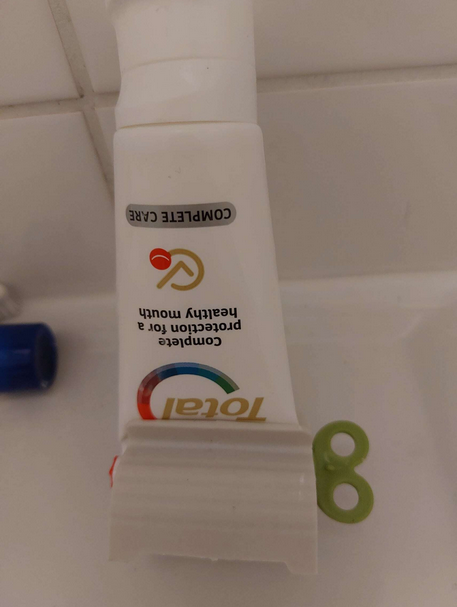 Total
Complete
protection for a
healthy mouth
COMPLETE CARE